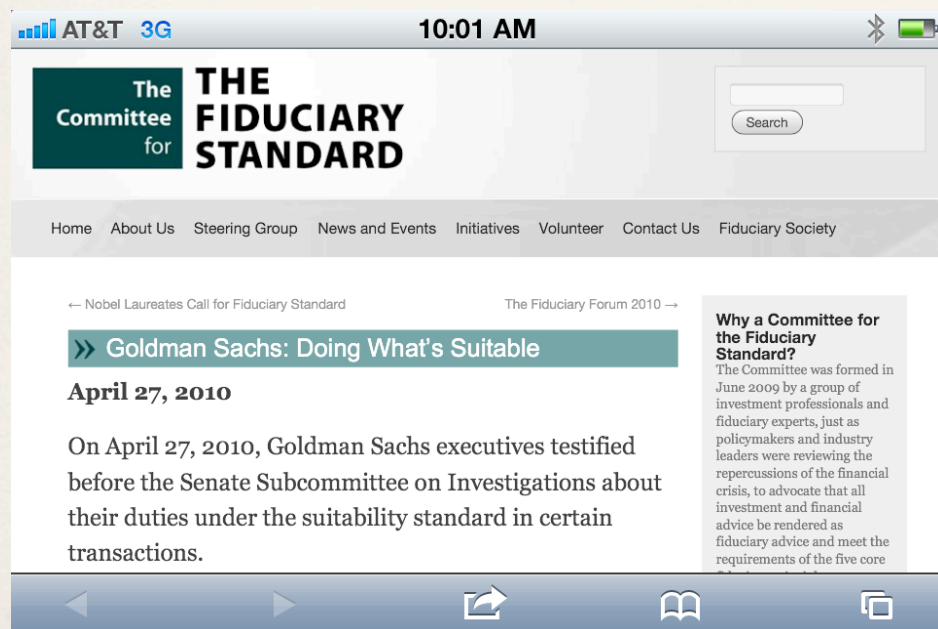 AT&T 3G 10:01 AM
The
Committee
for
THE
FIDUCIARY
STANDARD
Search
Home About Us Steering Group News and Events Initiatives Volunteer Contact Us Fiduciary Society
← Nobel Laureates Call for Fiduciary Standard
The Fiduciary Forum 2010 →
» Goldman Sachs: Doing What's Suitable
April 27, 2010
On April 27, 2010, Goldman Sachs executives testified
before the Senate Subcommittee on Investigations about
their duties under the suitability standard in certain
transactions.
Why a Committee for
the Fiduciary
Standard?
The Committee was formed in
June 2009 by a group of
investment professionals and
fiduciary experts, just as
policymakers and industry
leaders were reviewing the
repercussions of the financial
crisis, to advocate that all
investment and financial
advice be rendered as
fiduciary advice and meet the
requirements of the five core